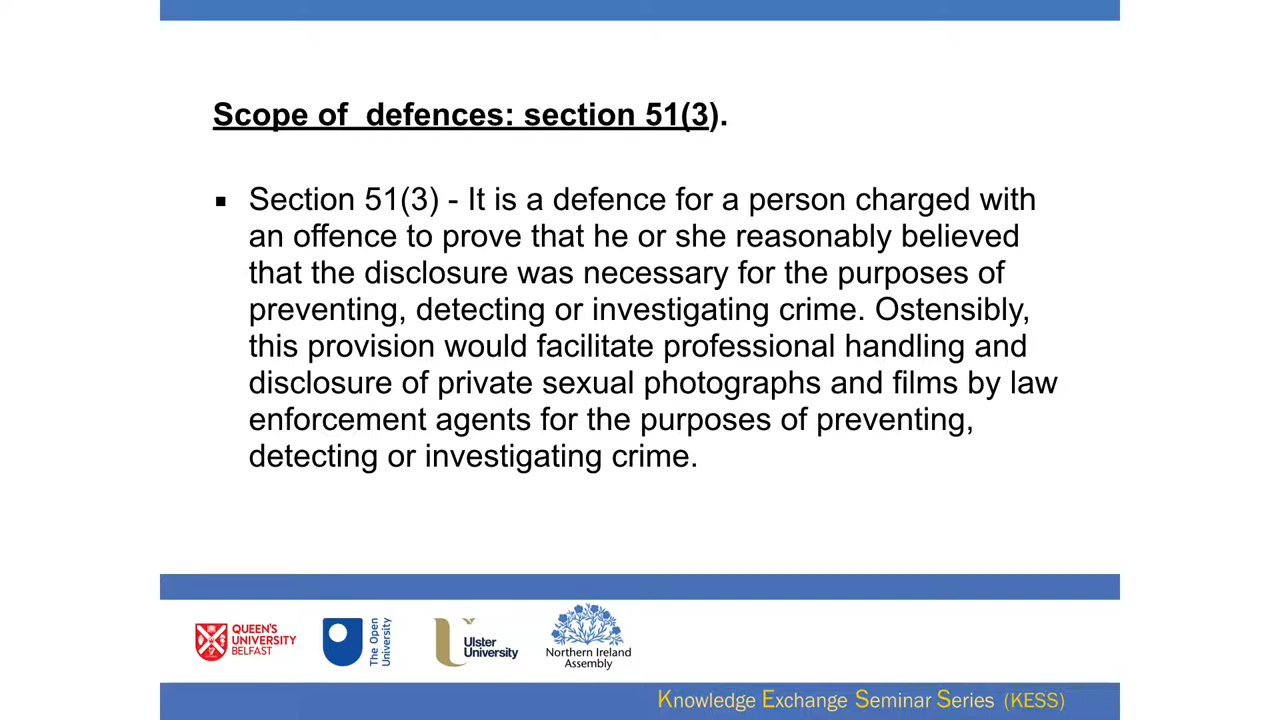 Scope of  defences: section 51(3).
▪ Section 51(3) - It is a defence for a person charged with
an offence to prove that he or she reasonably believed
that the disclosure was necessary for the purposes of
preventing, detecting or investigating crime. Ostensibly,
this provision would facilitate professional handling and
disclosure of private sexual photographs and films by law
enforcement agents for the purposes of preventing,
detecting or investigating crime.
QUEEN'S
UNIVERSITY
BELFAST
The Open
University
Ulster
University
Northern Ireland
Assembly
Knowledge Exchange Seminar Series (KESS)